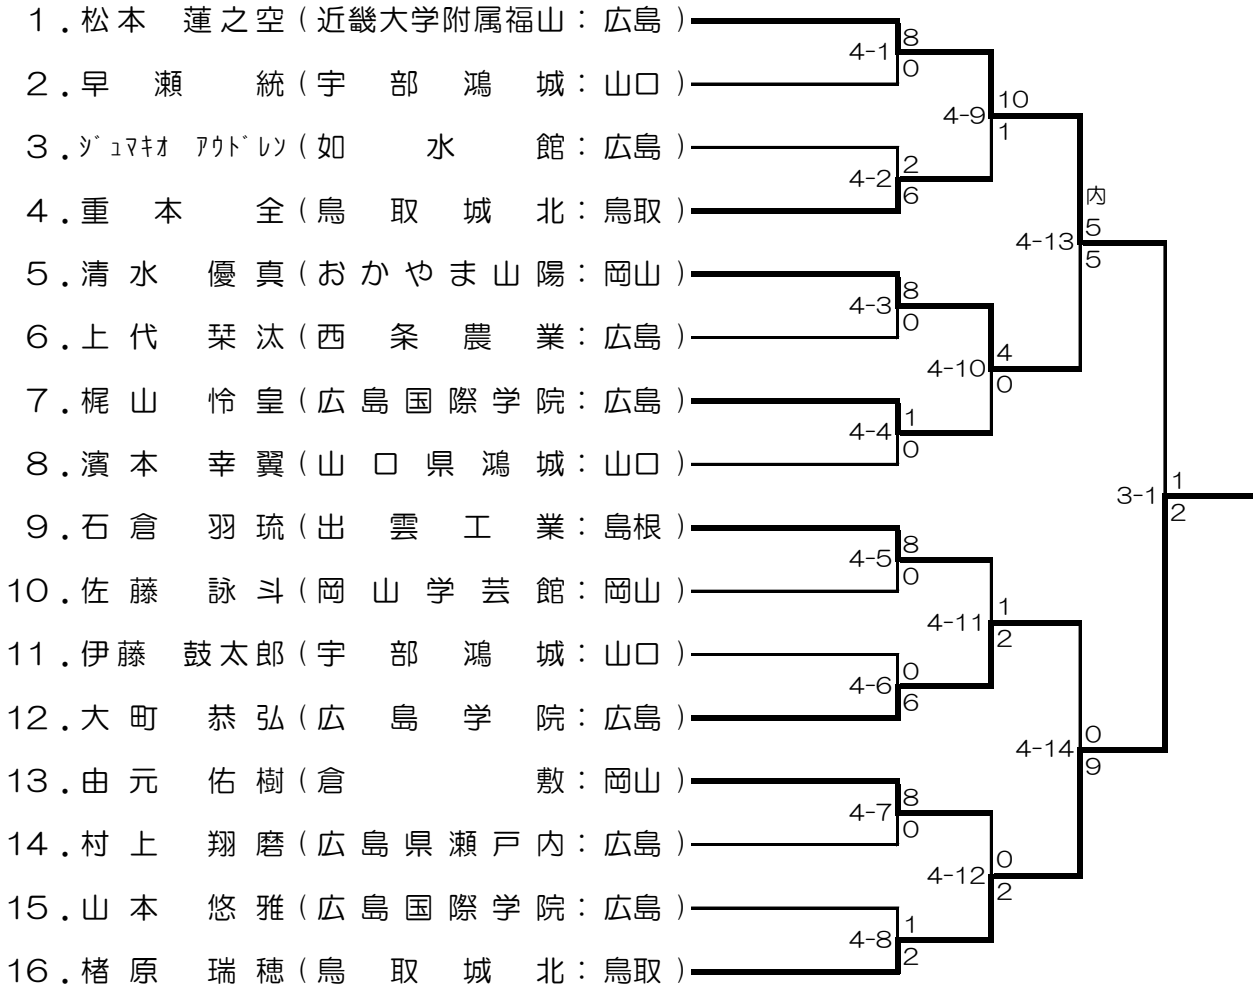 1.松本 蓮之空(近畿大学附属福山:広島)
2.早瀬 統(宇部鴻城:山口)
3.ｼﾞｭﾏｷｵ ｱｳﾄﾞﾚﾝ(如水館:広島)
4.重本 全(鳥取城北:鳥取)
5.清水 優真(おかやま山陽:岡山)
6.上代 栞汰(西条農業:広島)
7.梶山 怜皇(広島国際学院:広島)
8.濱本 幸翼(山口県鴻城:山口)
9.石倉 羽琉(出雲工業:島根)
10.佐藤 詠斗(岡山学芸館:岡山)
11.伊藤 鼓太郎(宇部鴻城:山口)
12.大町 恭弘(広島学院:広島)
13.由元 佑樹(倉敷:岡山)
14.村上 翔磨(広島県瀬戸内:広島)
15.山本 悠雅(広島国際学院:広島)
16.楮原 瑞穂(鳥取城北:鳥取)
4-1 8 0
4-2 2 6
4-3 8 0
4-4 1 0
4-5 8 0
4-6 0 6
4-7 8 0
4-8 1 2
4-9 10 1
4-10 4 0
4-11 1 2
4-12 0 2
4-13 内 5 5
4-14 0 9
3-1 1 2